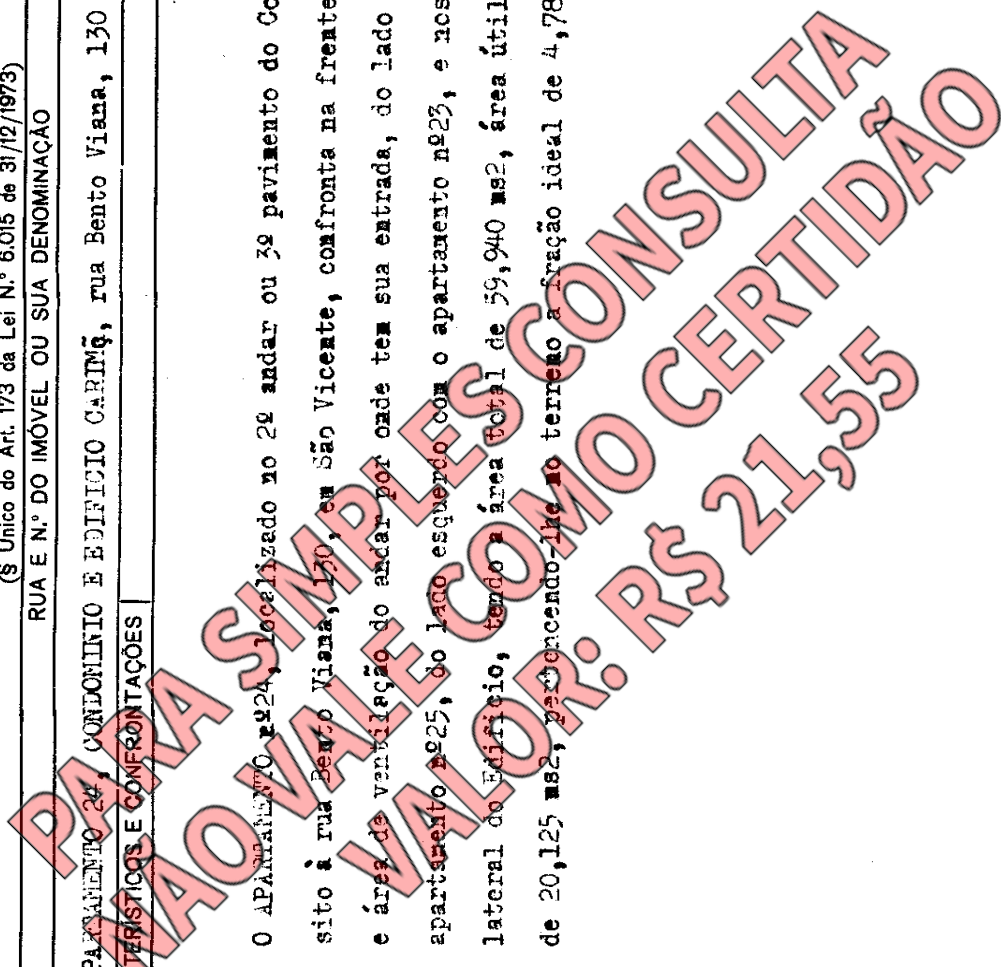 (§ Único do Art. 173 da Lei N.º 6.015 de 31/12/1973)
RUA E N.º DO IMÓVEL OU SUA DENOMINAÇÃO
PARTAMENTO 24, CONDOMINIO E EDIFICIO CARIMÃ, rua Bento Viana, 130
TERÍSTICOS E CONFRONTAÇÕES
O APARTAMENTO nº24, localizado no 2º andar ou 3º pavimento do Co
sito à rua Bento Viana, 130, em São Vicente, confronta na frente
e área de ventilação do andar por onde tem sua entrada, do lado
apartamento nº25, do lado esquerdo com o apartamento nº23, e nos
lateral do Edifício, tendo a área total de 59,940 ms2, área útil
de 20,125 ms2, pertencendo-lhe no terreno a fração ideal de 4,78
PARA SIMPLES CONSULTA
NÃO VALE COMO CERTIDÃO
VALOR: R$ 21,55